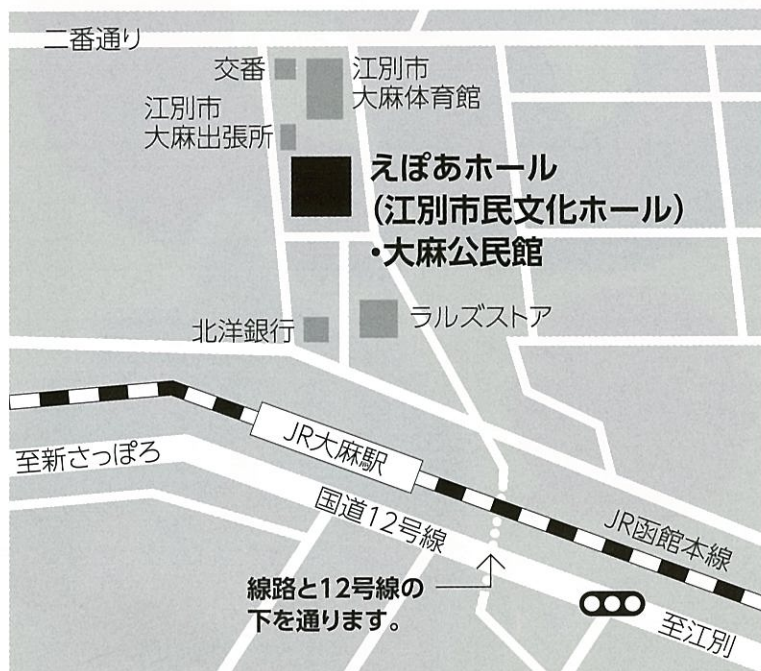 二番通り
交番
江別市
大麻体育館
江別市
大麻出張所
えぽあホール
(江別市民文化ホール)
・大麻公民館
北洋銀行
ラルズストア
JR大麻駅
至新さっぽろ
国道12号線
JR函館本線
線路と12号線の
下を通ります。
至江別